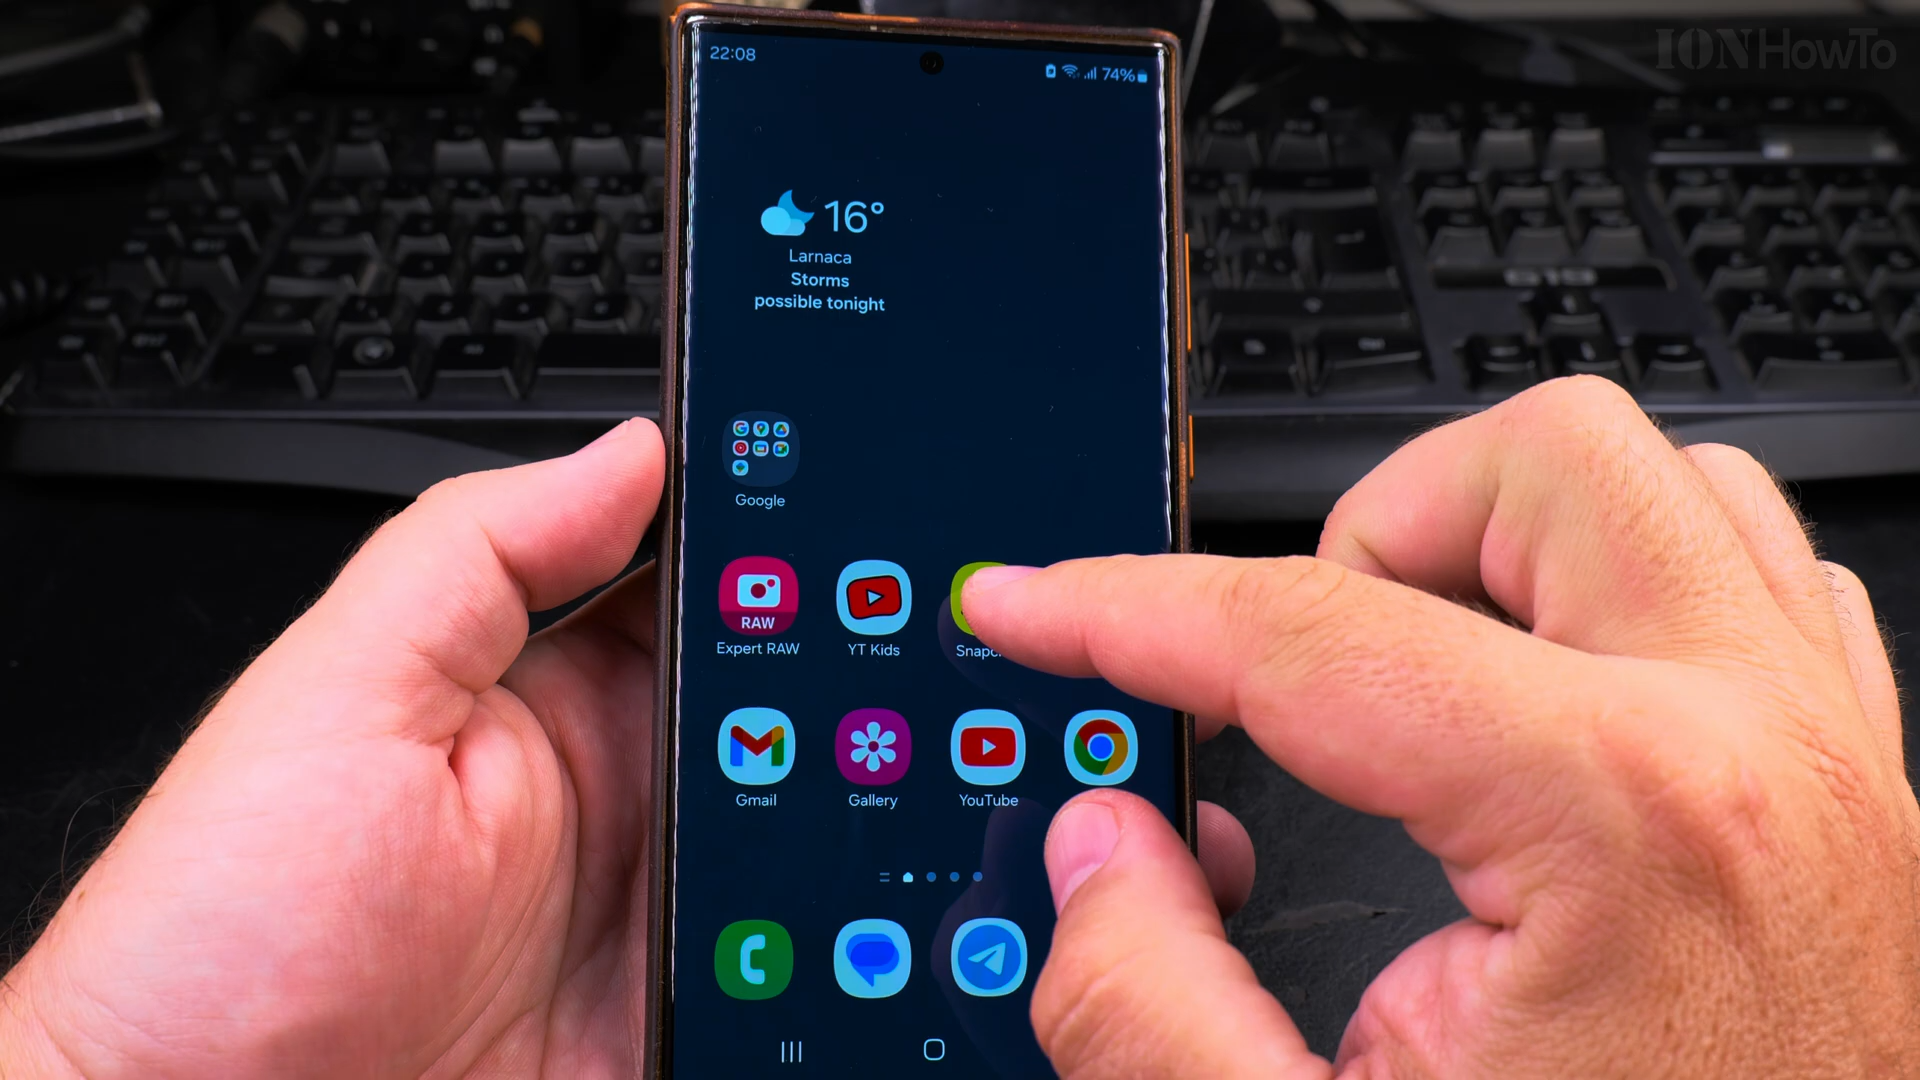 IONHowTo
22:08
74%
16°
Larnaca
Storms
possible tonight
Google
RAW
Expert RAW
YT Kids
Gmail
Gallery
YouTube